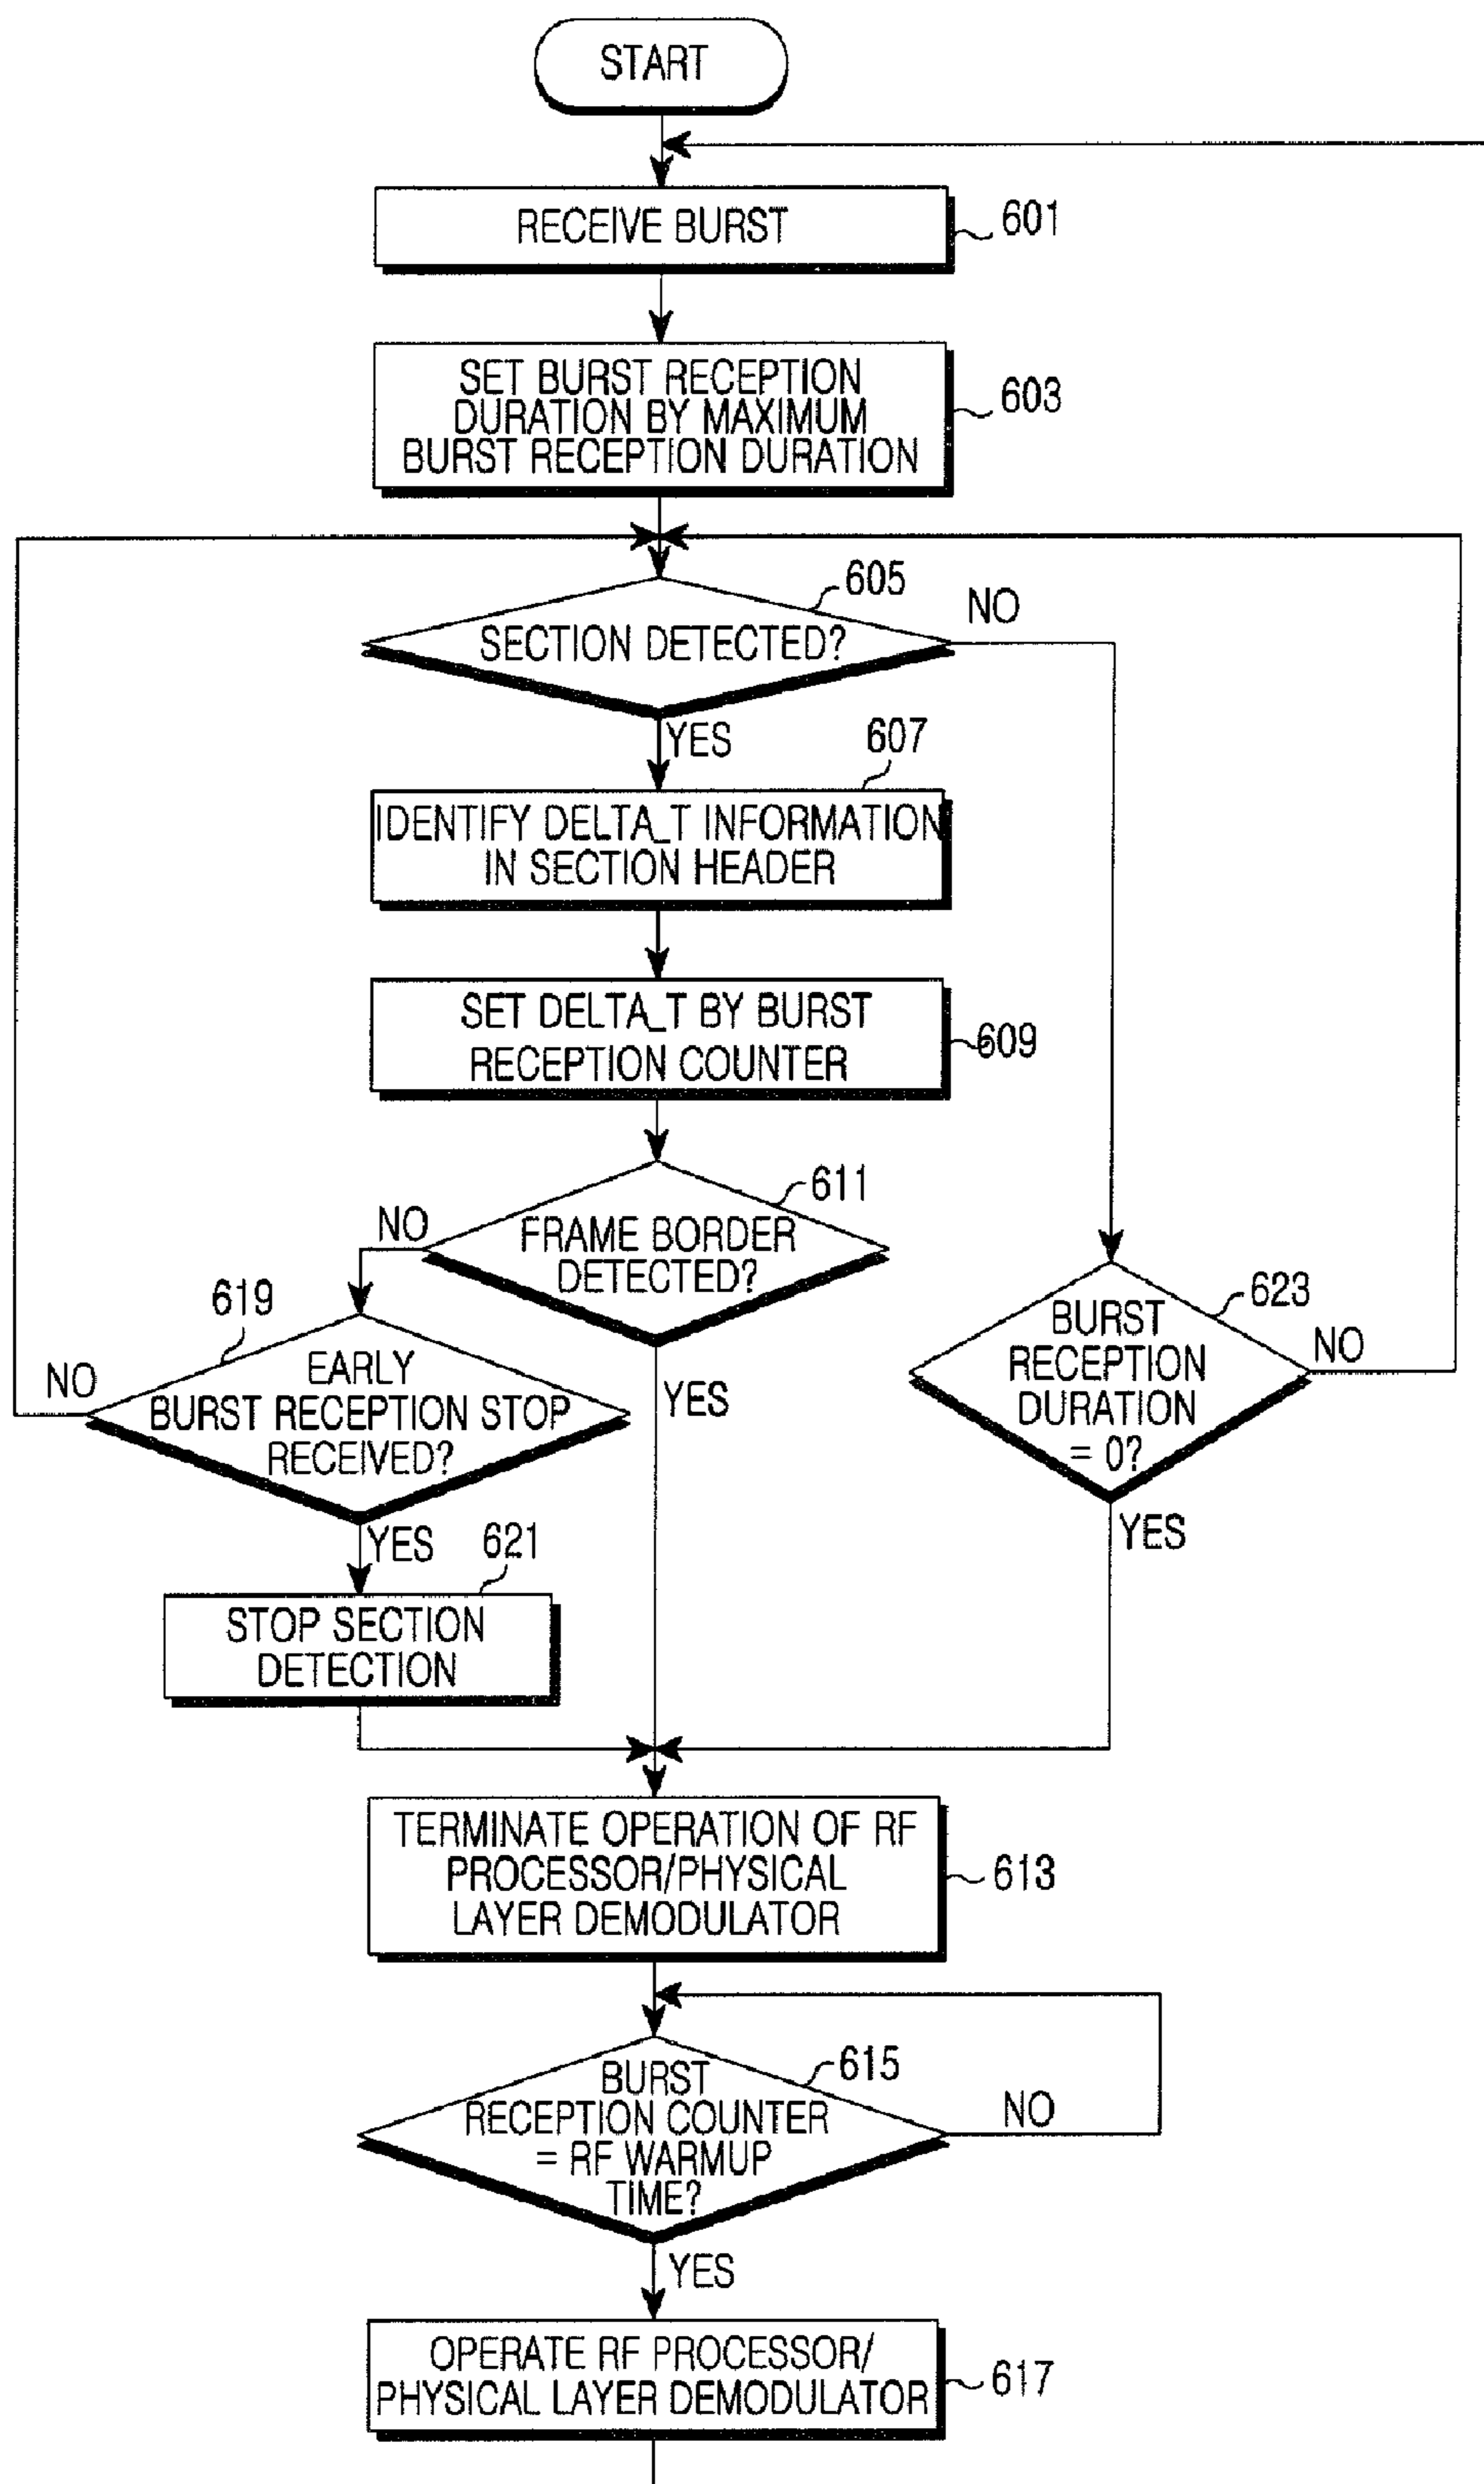 START
RECEIVE BURST
601
SET BURST RECEPTION
DURATION BY MAXIMUM
BURST RECEPTION DURATION
603
605
NO
SECTION DETECTED?
YES
607
IDENTIFY DELTA_T INFORMATION
IN SECTION HEADER
SET DELTA_T BY BURST
RECEPTION COUNTER
609
611
NO
FRAME BORDER
DETECTED?
YES
619
EARLY
BURST RECEPTION STOP
RECEIVED?
NO
YES
623
BURST
RECEPTION
DURATION
= 0?
NO
YES
621
STOP SECTION
DETECTION
TERMINATE OPERATION OF RF
PROCESSOR/PHYSICAL
LAYER DEMODULATOR
613
615
BURST
RECEPTION COUNTER
= RF WARMUP
TIME?
NO
YES
OPERATE RF PROCESSOR/
PHYSICAL LAYER DEMODULATOR
617